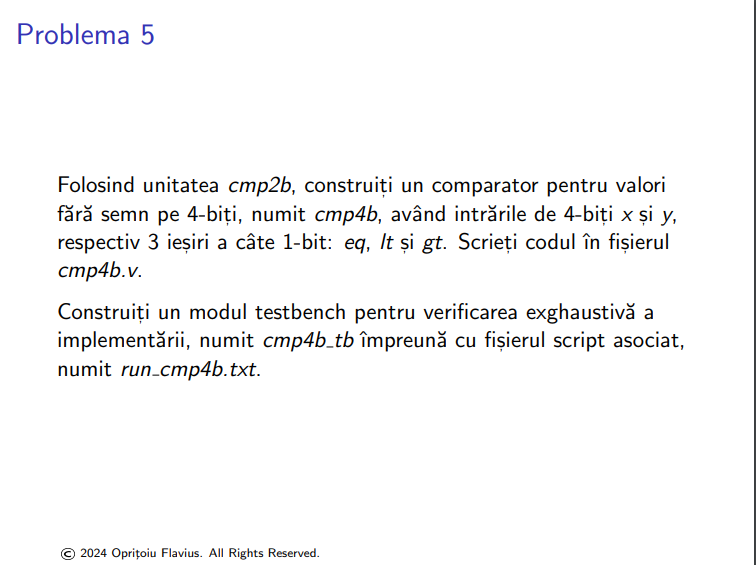 Problema 5
Folosind unitatea cmp2b, construiți un comparator pentru valori
fără semn pe 4-biți, numit cmp4b, având intrările de 4-biți x și y,
respectiv 3 ieșiri a câte 1-bit: eq, lt și gt. Scrieți codul în fișierul
cmp4b.v.
Construiți un modul testbench pentru verificarea exghaustivă a
implementării, numit cmp4b_tb împreună cu fișierul script asociat,
numit run_cmp4b.txt.
© 2024 Oprițoiu Flavius. All Rights Reserved.